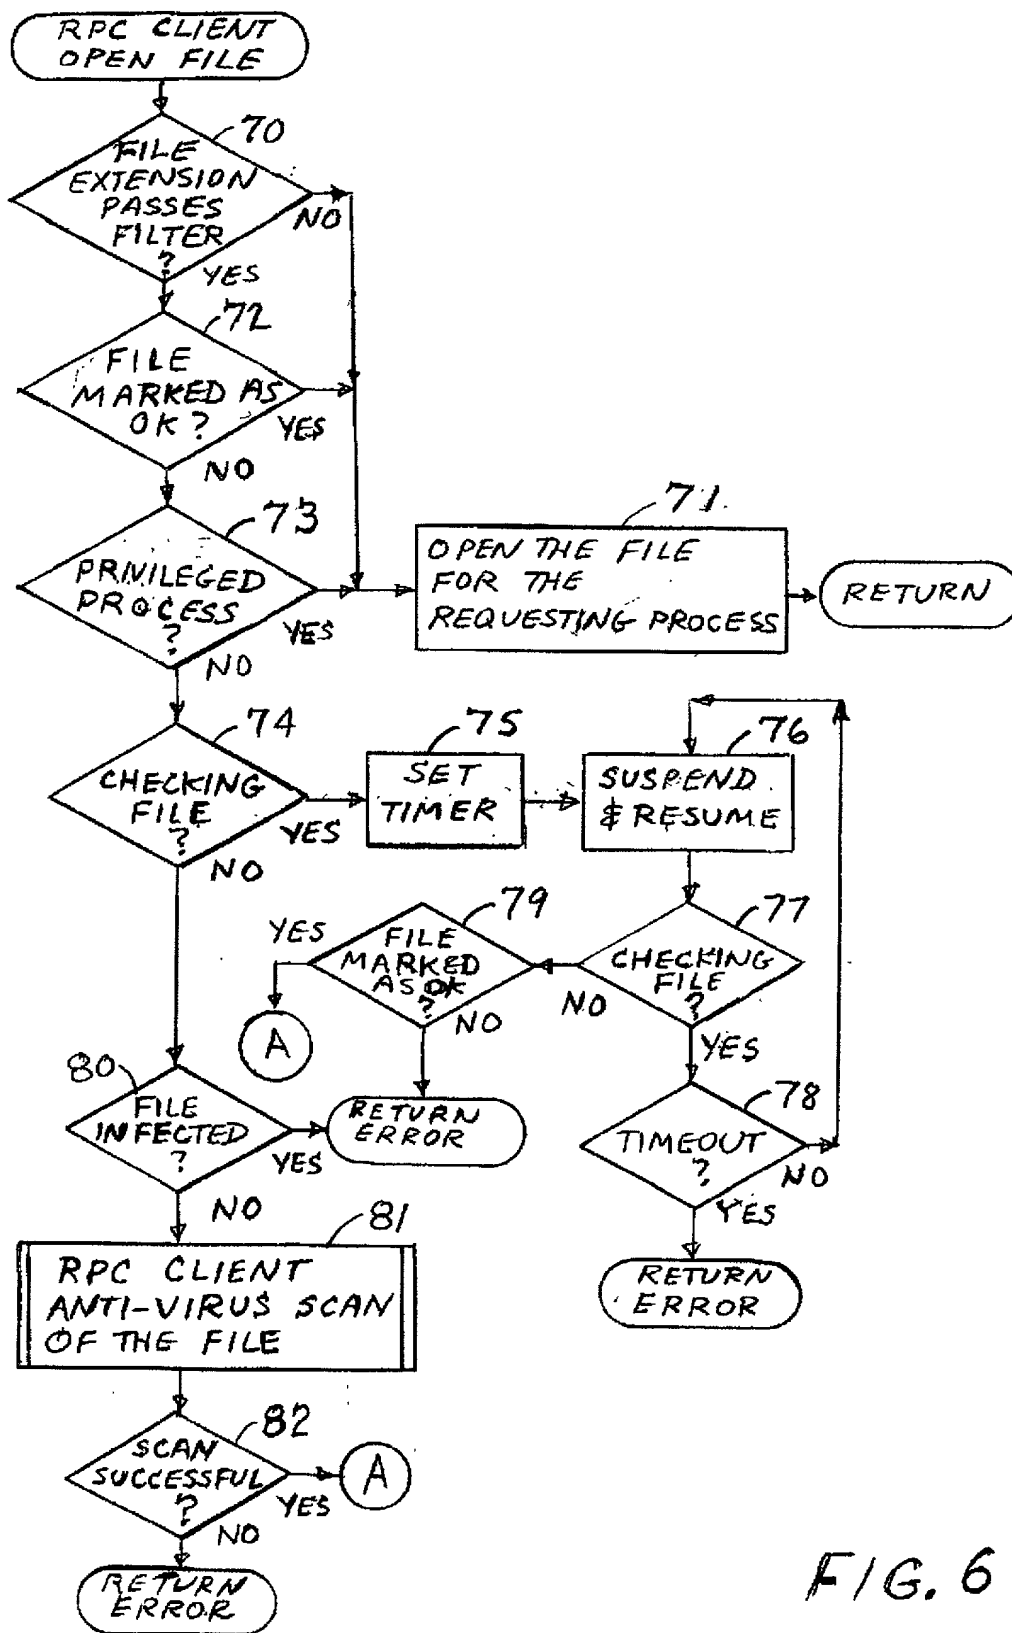 RPC CLIENT
OPEN FILE
70
FILE
EXTENSION
PASSES
FILTER
?
NO
YES
72
FILE
MARKED AS
OK?
YES
NO
73
PRIVILEGED
PROCESS
?
YES
NO
71
OPEN THE FILE
FOR THE
REQUESTING PROCESS
RETURN
74
CHECKING
FILE
?
YES
NO
75
SET
TIMER
76
SUSPEND
& RESUME
77
CHECKING
FILE
?
NO
YES
79
FILE
MARKED
AS OK
?
YES
NO
A
RETURN
ERROR
78
TIMEOUT
?
NO
YES
RETURN
ERROR
80
FILE
INFECTED
?
YES
NO
81
RPC CLIENT
ANTI-VIRUS SCAN
OF THE FILE
82
SCAN
SUCCESSFUL
?
YES
A
NO
RETURN
ERROR
FIG. 6